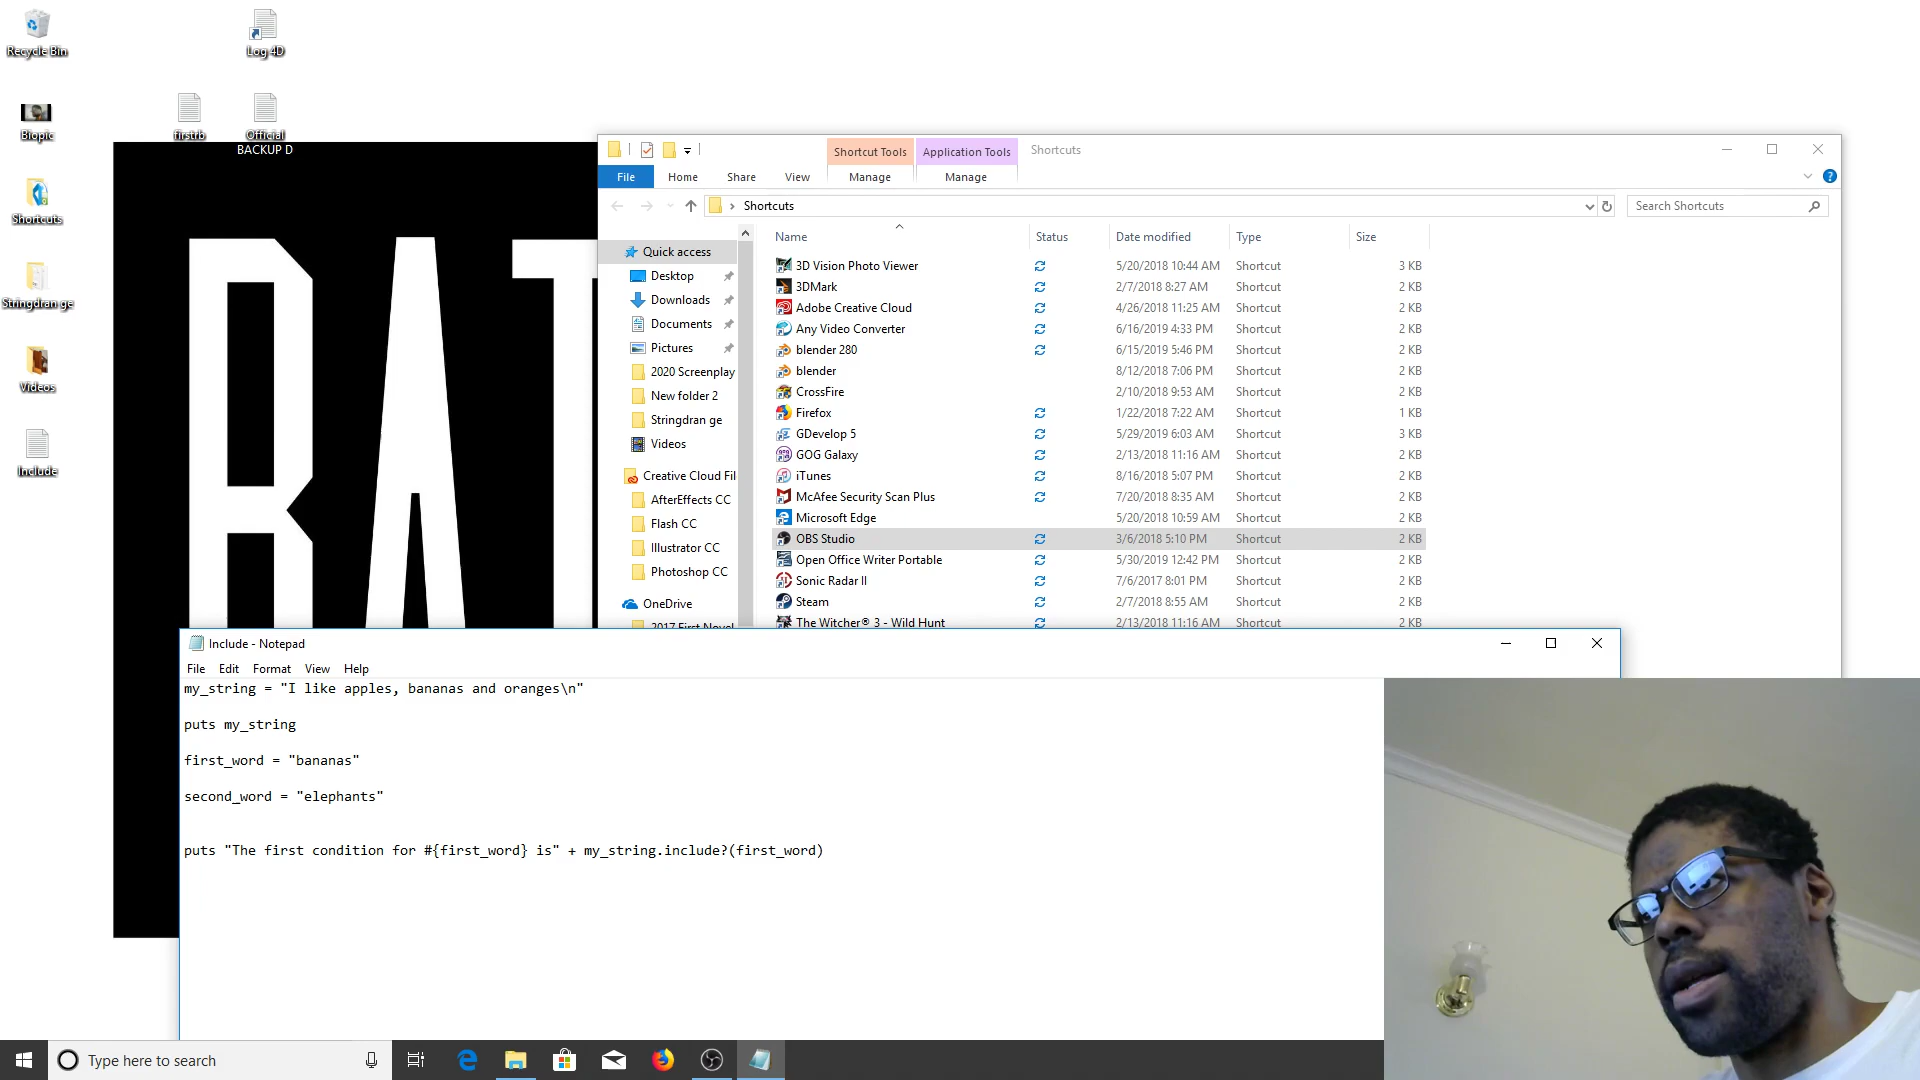 Recycle Bin
Log 4D
Biopic
firstrb
Official
BACKUP D
Shortcuts
Stringdran ge
Videos
Include
BAT
Shortcut Tools
Application Tools
Shortcuts
File
Home
Share
View
Manage
Manage
Shortcuts
Search Shortcuts
Name
Status
Date modified
Type
Size
Quick access
Desktop
Downloads
Documents
Pictures
2020 Screenplay
New folder 2
Stringdran ge
Videos
Creative Cloud Fil
AfterEffects CC
Flash CC
Illustrator CC
Photoshop CC
OneDrive
2017 First Novel
3D Vision Photo Viewer 5/20/2018 10:44 AM Shortcut 3 KB
3DMark 2/7/2018 8:27 AM Shortcut 2 KB
Adobe Creative Cloud 4/26/2018 11:25 AM Shortcut 2 KB
Any Video Converter 6/16/2019 4:33 PM Shortcut 2 KB
blender 280 6/15/2019 5:46 PM Shortcut 2 KB
blender 8/12/2018 7:06 PM Shortcut 2 KB
CrossFire 2/10/2018 9:53 AM Shortcut 2 KB
Firefox 1/22/2018 7:22 AM Shortcut 1 KB
GDevelop 5 5/29/2019 6:03 AM Shortcut 3 KB
GOG Galaxy 2/13/2018 11:16 AM Shortcut 2 KB
iTunes 8/16/2018 5:07 PM Shortcut 2 KB
McAfee Security Scan Plus 7/20/2018 8:35 AM Shortcut 2 KB
Microsoft Edge 5/20/2018 10:59 AM Shortcut 2 KB
OBS Studio 3/6/2018 5:10 PM Shortcut 2 KB
Open Office Writer Portable 5/30/2019 12:42 PM Shortcut 2 KB
Sonic Radar II 7/6/2017 8:01 PM Shortcut 2 KB
Steam 2/7/2018 8:55 AM Shortcut 2 KB
The Witcher® 3 - Wild Hunt 2/13/2018 11:16 AM Shortcut 2 KB
Include - Notepad
File Edit Format View Help
my_string = "I like apples, bananas and oranges\n"
puts my_string
first_word = "bananas"
second_word = "elephants"
puts "The first condition for #{first_word} is" + my_string.include?(first_word)
Type here to search